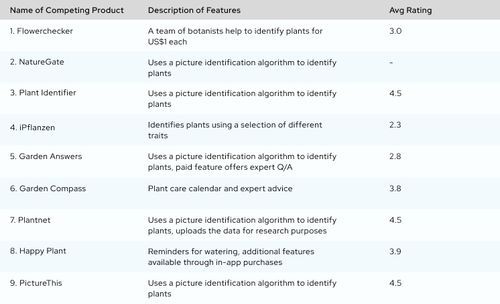 Name of Competing Product Description of Features Avg Rating
1. Flowerchecker A team of botanists help to identify plants for 3.0
US$1 each
2. NatureGate Uses a picture identification algorithm to identify -
plants
3. Plant Identifier Uses a picture identification algorithm to identify 4.5
plants
4. iPflanzen Identifies plants using a selection of different 2.3
traits
5. Garden Answers Uses a picture identification algorithm to identify 2.8
plants, paid feature offers expert Q/A
6. Garden Compass Plant care calendar and expert advice 3.8
7. Plantnet Uses a picture identification algorithm to identify 4.5
plants, uploads the data for research purposes
8. Happy Plant Reminders for watering, additional features 3.9
available through in-app purchases
9. PictureThis Uses a picture identification algorithm to identify 4.5
plants